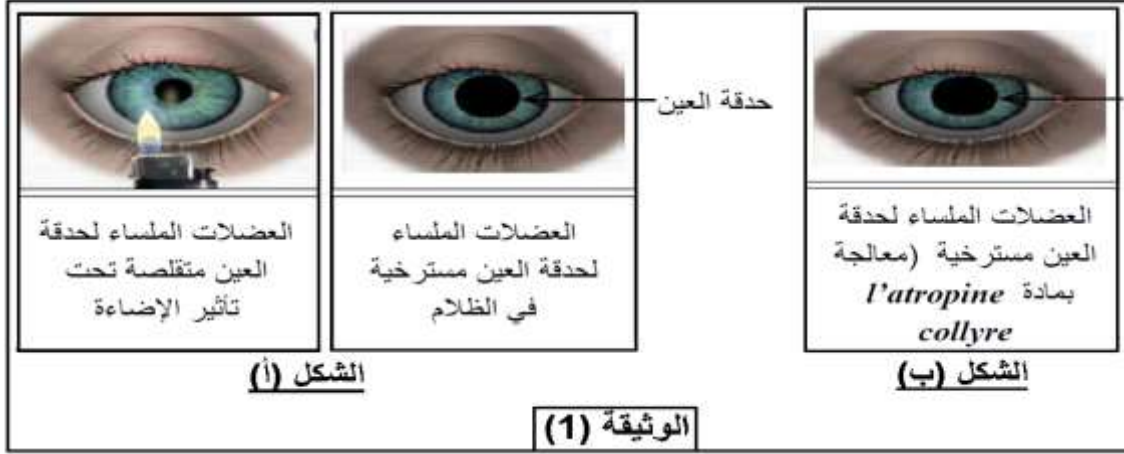 حدقة العين
العضلات الملساء لحدقة
العين متقلصة تحت
تأثير الإضاءة
العضلات الملساء
لحدقة العين مسترخية
في الظلام
الشكل (أ)
العضلات الملساء لحدقة
العين مسترخية (معالجة
بمادة l'atropine
collyre
الشكل (ب)
الوثيقة (1)